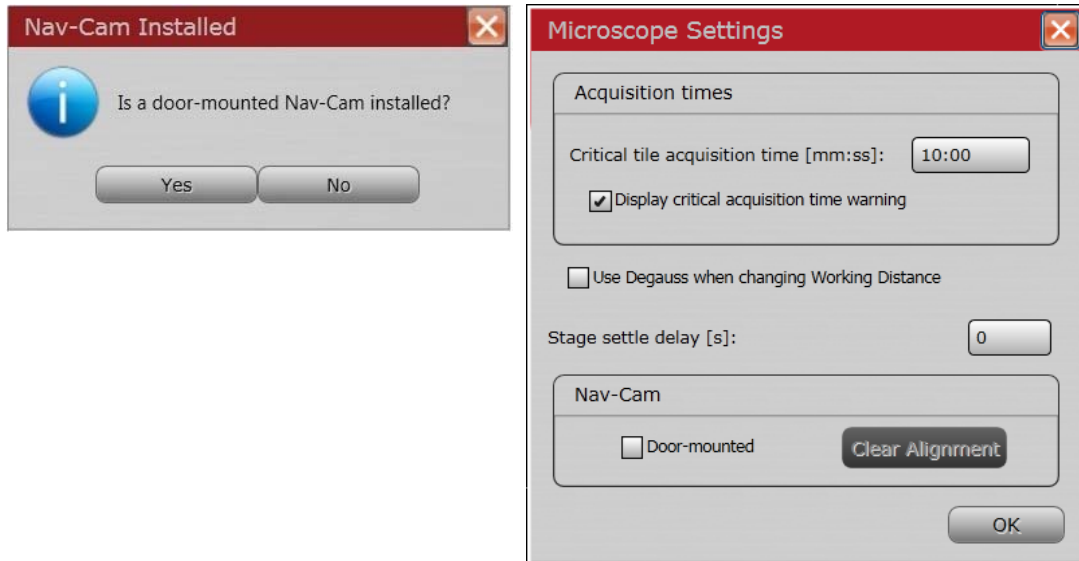 Nav-Cam Installed
Is a door-mounted Nav-Cam installed?
Yes No
Microscope Settings
Acquisition times
Critical tile acquisition time [mm:ss]: 10:00
Display critical acquisition time warning
Use Degauss when changing Working Distance
Stage settle delay [s]: 0
Nav-Cam
Door-mounted Clear Alignment
OK